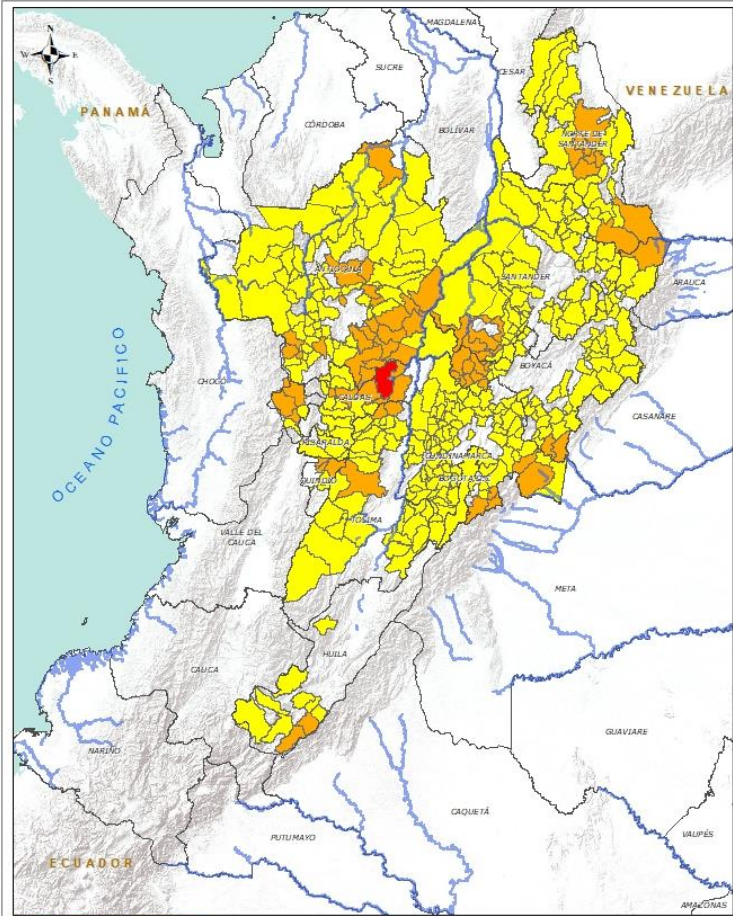 MAGDALENA
N
W E
S
SUCRE
CESAR
VENEZUELA
PANAMÁ
CÓRDOBA
BOLÍVAR
NORTE DE
SANTANDER
ANTIOQUIA
SANTANDER
ARAUCA
CHOCÓ
BOYACÁ
CALDAS
CASANARE
OCEANO PACIFICO
RISARALDA
CUNDINAMARCA
QUINDÍO
BOGOTÁ, D.C.
TOLIMA
VALLE DEL
CAUCA
META
HUILA
CAUCA
GUAVIARE
NARIÑO
CAQUETÁ
PUTUMAYO
VAUPÉS
ECUADOR
AMAZONAS